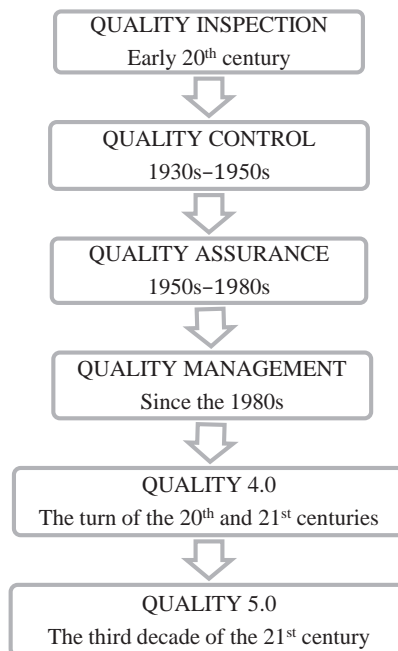 QUALITY INSPECTION
Early 20th century
QUALITY CONTROL
1930s–1950s
QUALITY ASSURANCE
1950s–1980s
QUALITY MANAGEMENT
Since the 1980s
QUALITY 4.0
The turn of the 20th and 21st centuries
QUALITY 5.0
The third decade of the 21st century